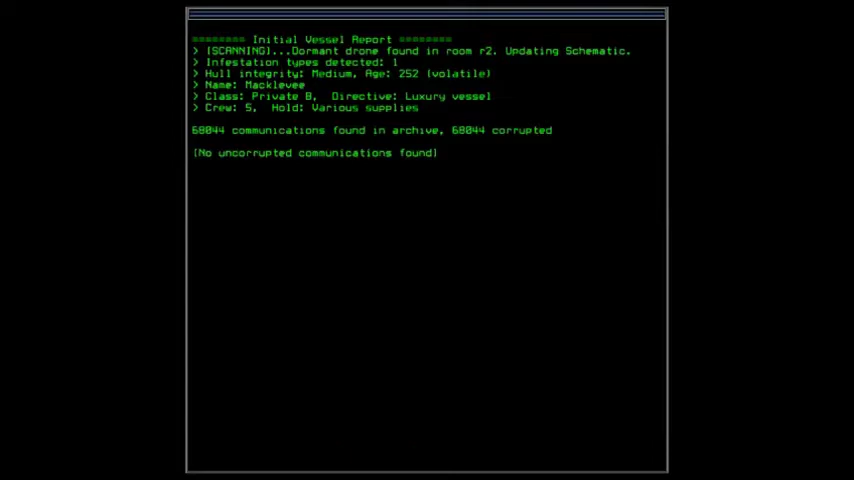 ======== Initial Vessel Report ========
> [SCANNING]...Dormant drone found in room r2. Updating Schematic.
> Infestation types detected: 1
> Hull integrity: Medium, Age: 252 (volatile)
> Name: Macklevee
> Class: Private B, Directive: Luxury vessel
> Crew: 5, Hold: Various supplies
68044 communications found in archive, 68044 corrupted
[No uncorrupted communications found]